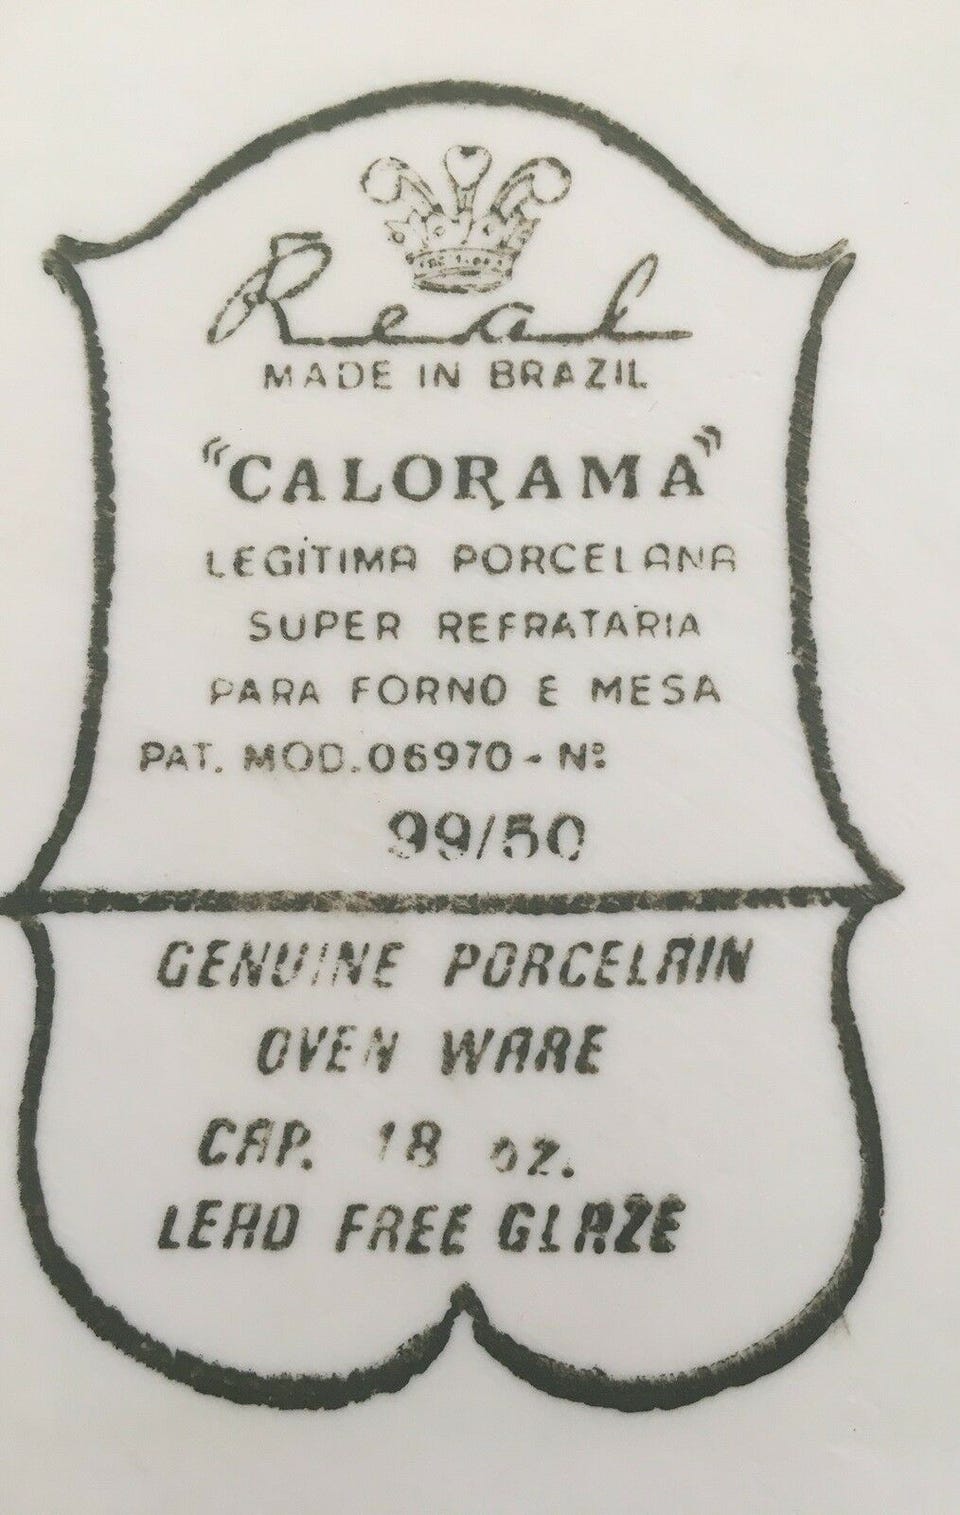 Real
MADE IN BRAZIL
"CALORAMA"
LEGÍTIMA PORCELANA
SUPER REFRATARIA
PARA FORNO E MESA
PAT. MOD. 06970 - Nº
99/50
GENUINE PORCELAIN
OVEN WARE
CAP. 18 oz.
LEAD FREE GLAZE